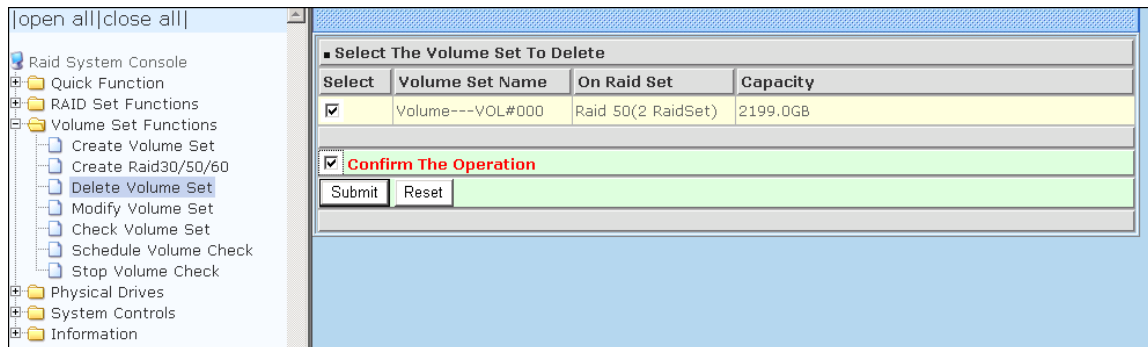 |open all|close all|
Raid System Console
Quick Function
RAID Set Functions
Volume Set Functions
Create Volume Set
Create Raid30/50/60
Delete Volume Set
Modify Volume Set
Check Volume Set
Schedule Volume Check
Stop Volume Check
Physical Drives
System Controls
Information
Select The Volume Set To Delete
Select Volume Set Name On Raid Set Capacity
Volume---VOL#000 Raid 50(2 RaidSet) 2199.0GB
Confirm The Operation
Submit Reset